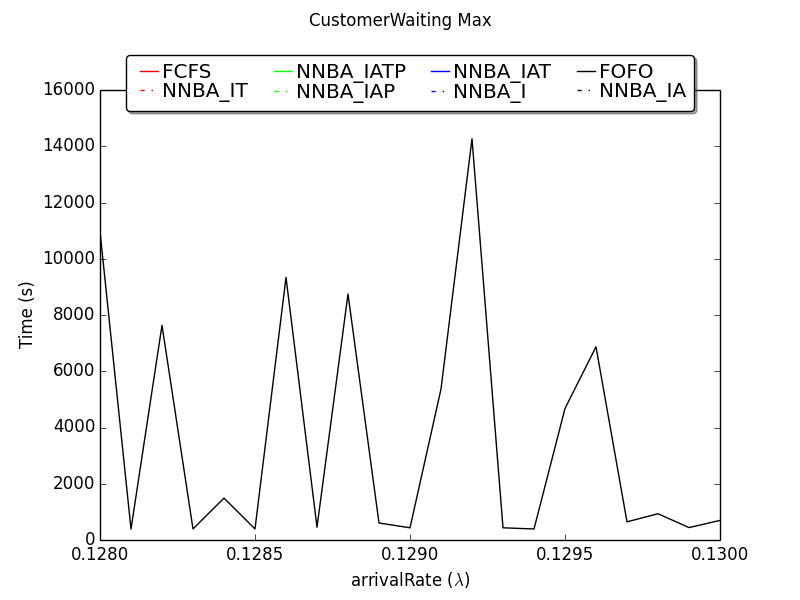 CustomerWaiting Max
FCFS NNBA_IATP NNBA_IAT FOFO
NNBA_IT NNBA_IAP NNBA_I NNBA_IA
16000
14000
12000
10000
8000
6000
4000
2000
0
Time (s)
0.1280 0.1285 0.1290 0.1295 0.1300
arrivalRate (λ)